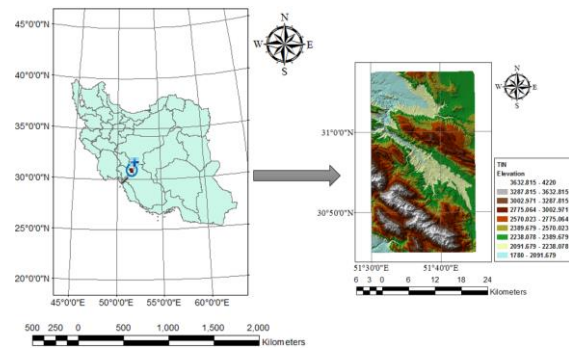 45°0'0"N
40°0'0"N
35°0'0"N
30°0'0"N
25°0'0"N
20°0'0"N
45°0'0"E 50°0'0"E 55°0'0"E 60°0'0"E
N
W E
S
500 250 0 500 1,000 1,500 2,000
Kilometers
N
W E
S
31°0'0"N
30°50'0"N
51°30'0"E 51°40'0"E
6 3 0 6 12 18 24
Kilometers
TIN
Elevation
3632.815 - 4220
3287.815 - 3632.815
3002.971 - 3287.815
2775.064 - 3002.971
2570.023 - 2775.064
2389.679 - 2570.023
2238.078 - 2389.679
2091.679 - 2238.078
1780 - 2091.679